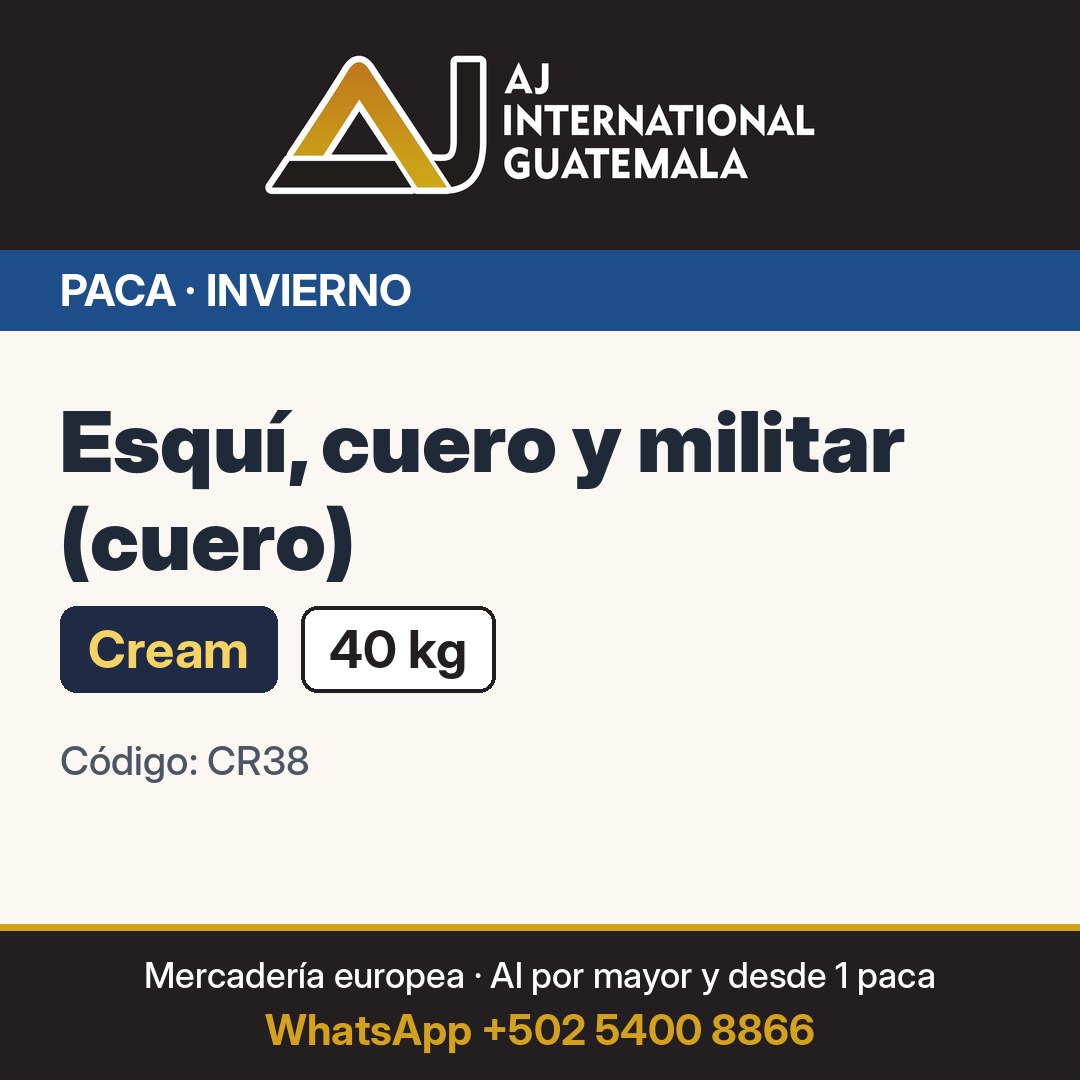 AJ
AJ
INTERNATIONAL
GUATEMALA
PACA · INVIERNO
Esquí, cuero y militar
(cuero)
Cream
40 kg
Código: CR38
Mercadería europea · Al por mayor y desde 1 paca
WhatsApp +502 5400 8866